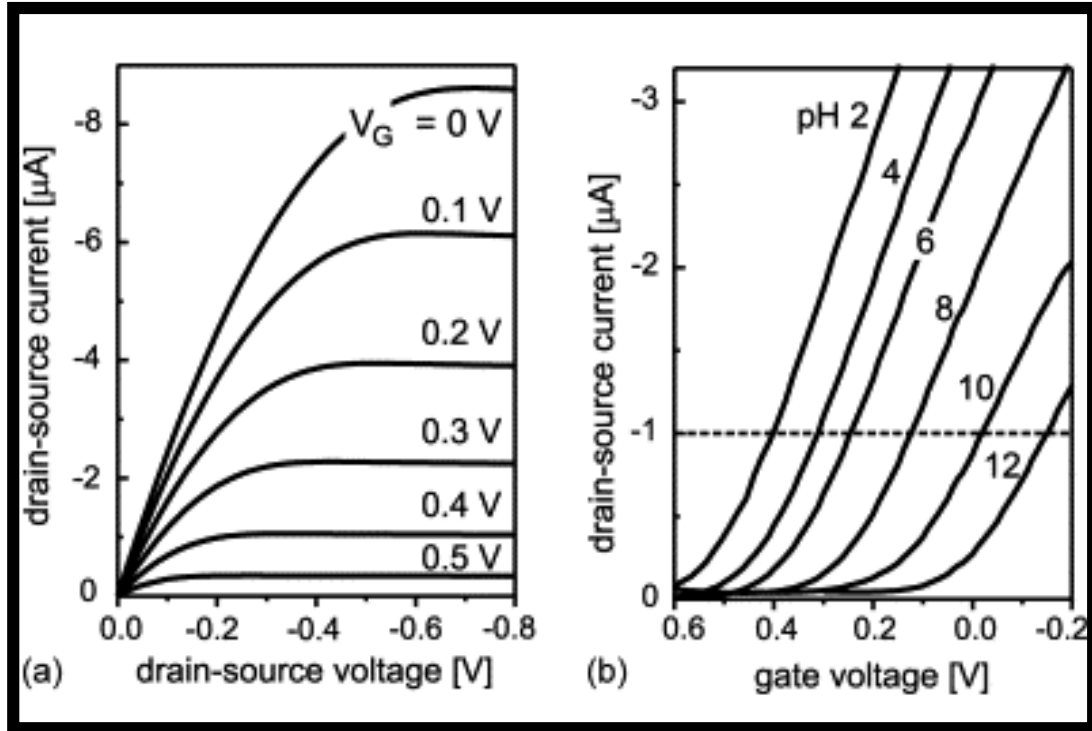 drain-source current [μA]
-8
-6
-4
-2
0
V_G = 0 V
0.1 V
0.2 V
0.3 V
0.4 V
0.5 V
0.0 -0.2 -0.4 -0.6 -0.8
(a) drain-source voltage [V]
drain-source current [μA]
-3
-2
-1
0
pH 2
4
6
8
10
12
0.6 0.4 0.2 0.0 -0.2
(b) gate voltage [V]